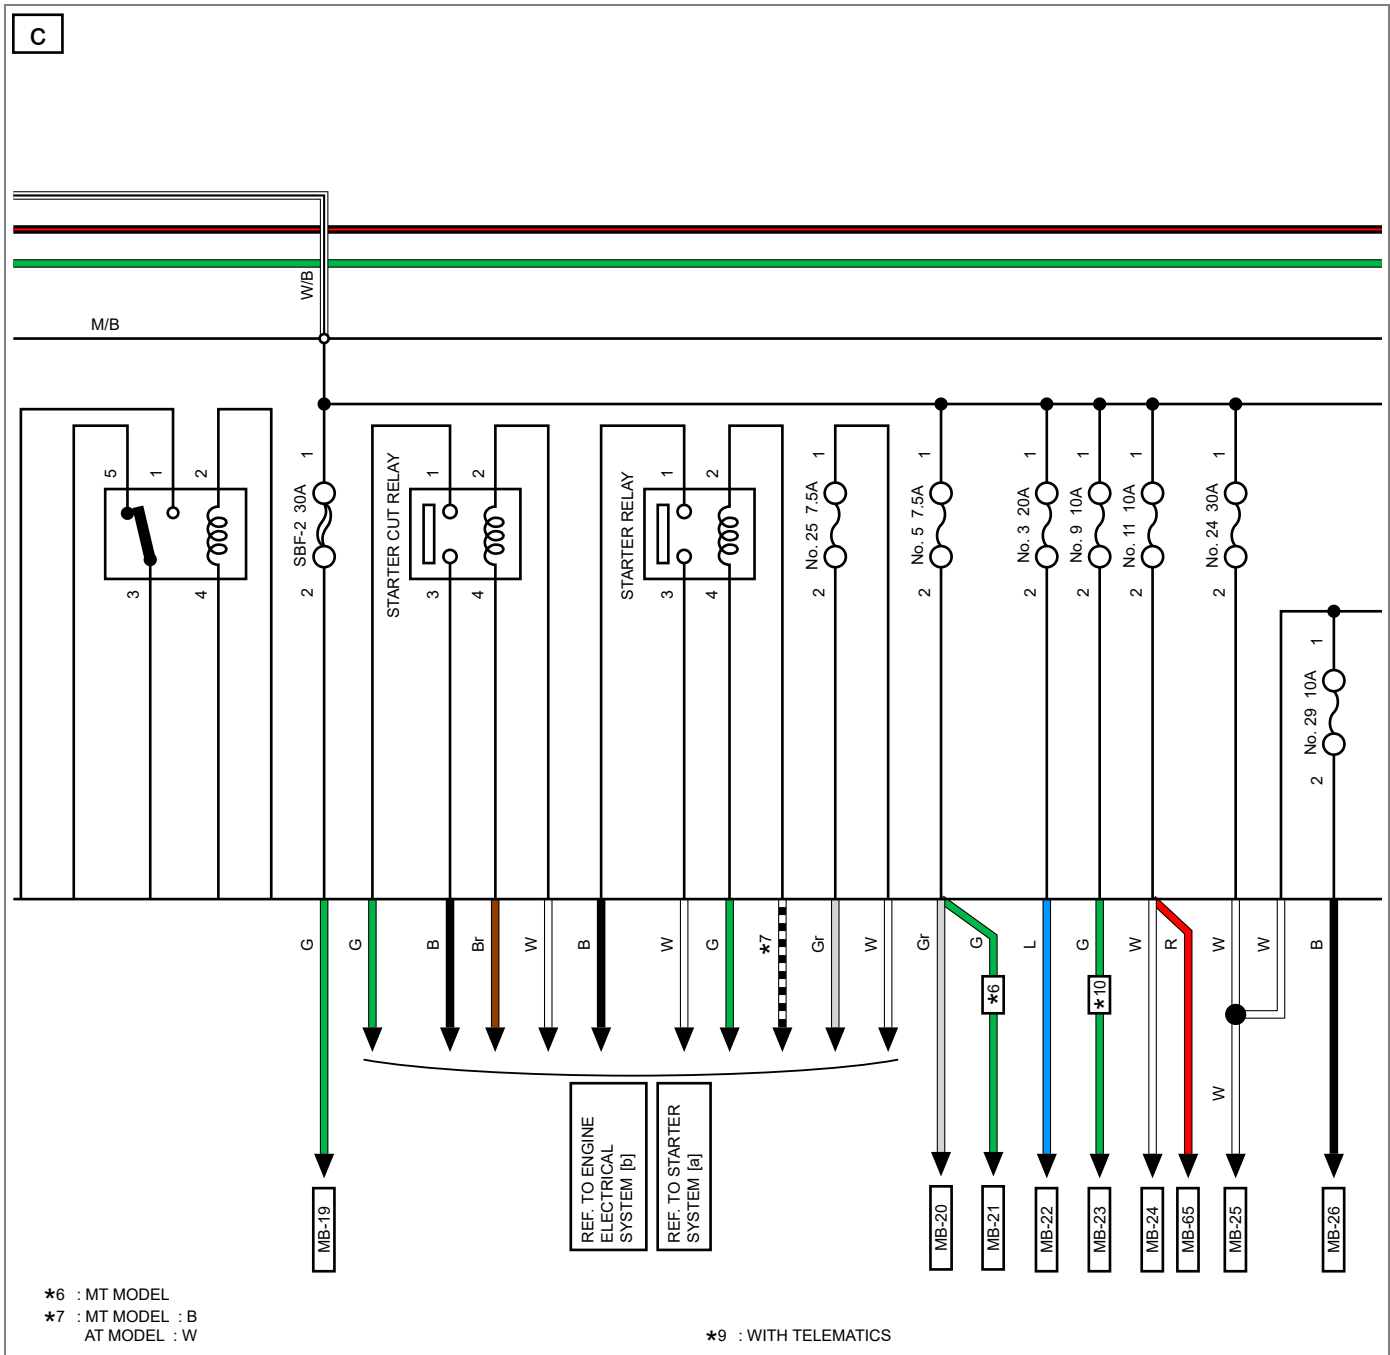 C
W/B
M/B
5
1
2
3
4
1
SBF-2 30A
2
STARTER CUT RELAY
1
2
3
4
STARTER RELAY
1
2
3
4
1
No. 25 7.5A
2
1
No. 5 7.5A
2
1
No. 3 20A
2
1
No. 9 10A
2
1
No. 11 10A
2
1
No. 24 30A
2
1
No. 29 10A
2
G
G
B
Br
W
B
W
G
*7
Gr
W
Gr
G
L
G
W
R
W
W
B
*6
*10
W
REF. TO ENGINE
ELECTRICAL
SYSTEM [b]
REF. TO STARTER
SYSTEM [a]
MB-19
MB-20
MB-21
MB-22
MB-23
MB-24
MB-65
MB-25
MB-26
*6 : MT MODEL
*7 : MT MODEL : B
AT MODEL : W
*9 : WITH TELEMATICS